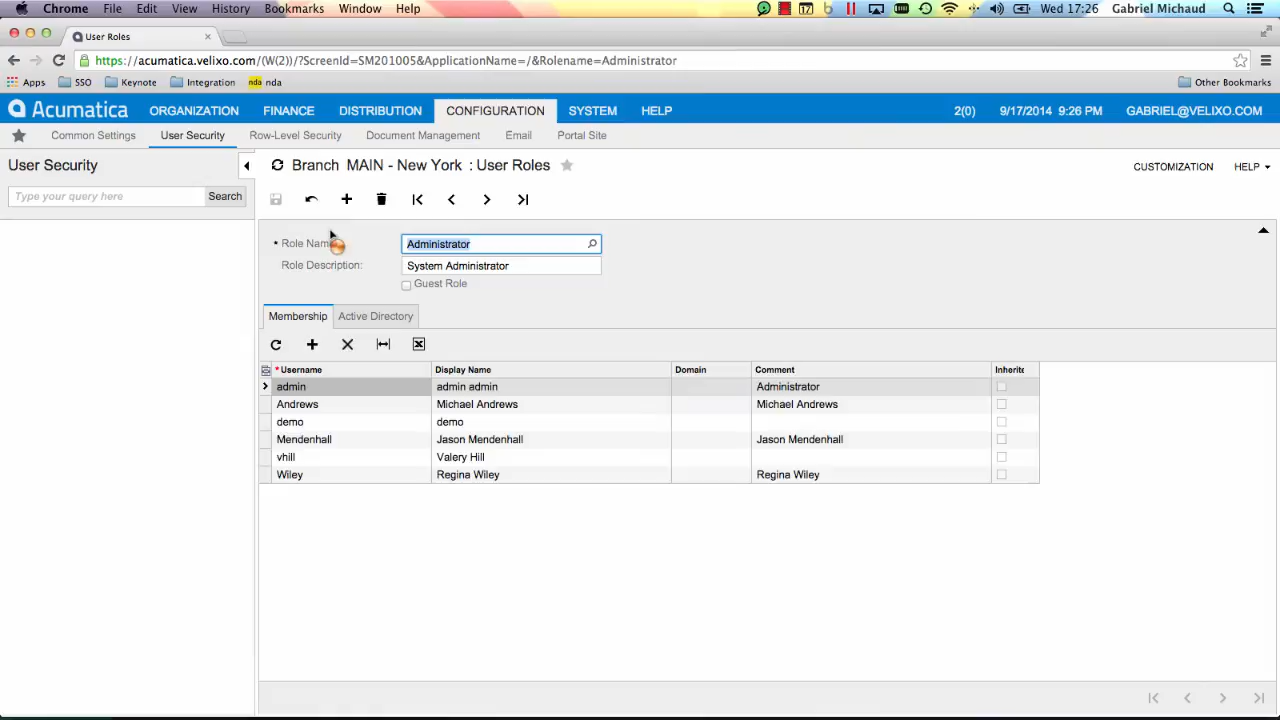 Chrome File Edit View History Bookmarks Window Help Wed 17:26 Gabriel Michaud
User Roles
https://acumatica.velixo.com/(W(2))/?ScreenId=SM201005&ApplicationName=/&Rolename=Administrator
Apps SSO Keynote Integration nda nda Other Bookmarks
Acumatica ORGANIZATION FINANCE DISTRIBUTION CONFIGURATION SYSTEM HELP 2(0) 9/17/2014 9:26 PM GABRIEL@VELIXO.COM
Common Settings User Security Row-Level Security Document Management Email Portal Site
User Security Branch MAIN - New York : User Roles CUSTOMIZATION HELP
Type your query here Search
* Role Name Administrator
Role Description: System Administrator
Guest Role
Membership Active Directory
* Username Display Name Domain Comment Inherite
admin admin admin Administrator
Andrews Michael Andrews Michael Andrews
demo demo
Mendenhall Jason Mendenhall Jason Mendenhall
vhill Valery Hill
Wiley Regina Wiley Regina Wiley